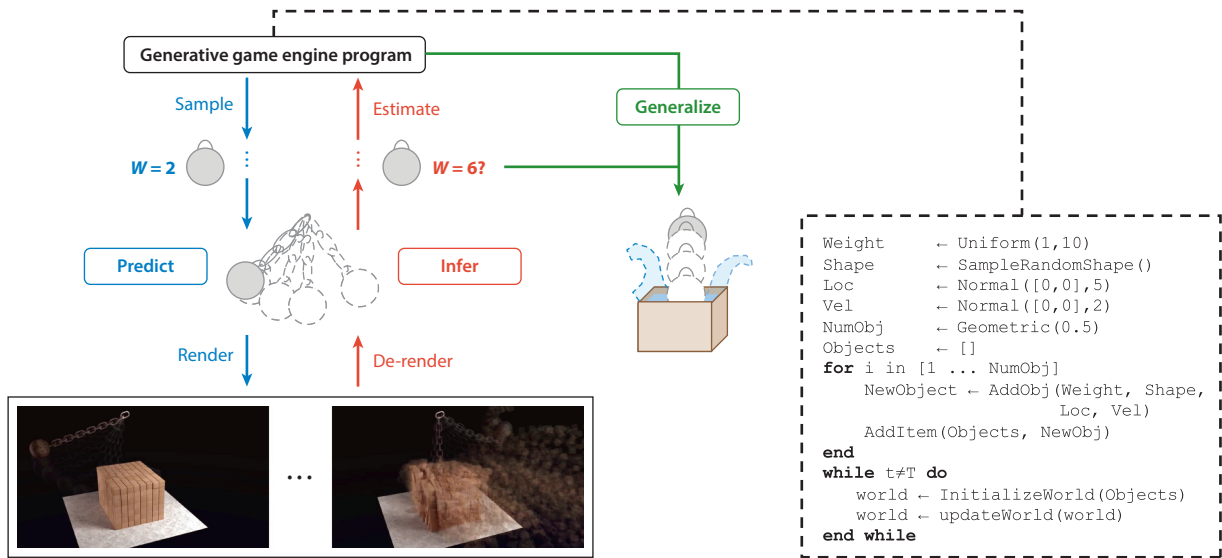 Generative game engine program
Sample
Estimate
Generalize
W = 2
W = 6?
Predict
Infer
Render
De-render
...
Weight ← Uniform(1,10)
Shape ← SampleRandomShape()
Loc ← Normal([0,0],5)
Vel ← Normal([0,0],2)
NumObj ← Geometric(0.5)
Objects ← []
for i in [1 ... NumObj]
NewObject ← AddObj(Weight, Shape,
Loc, Vel)
AddItem(Objects, NewObj)
end
while t≠T do
world ← InitializeWorld(Objects)
world ← updateWorld(world)
end while